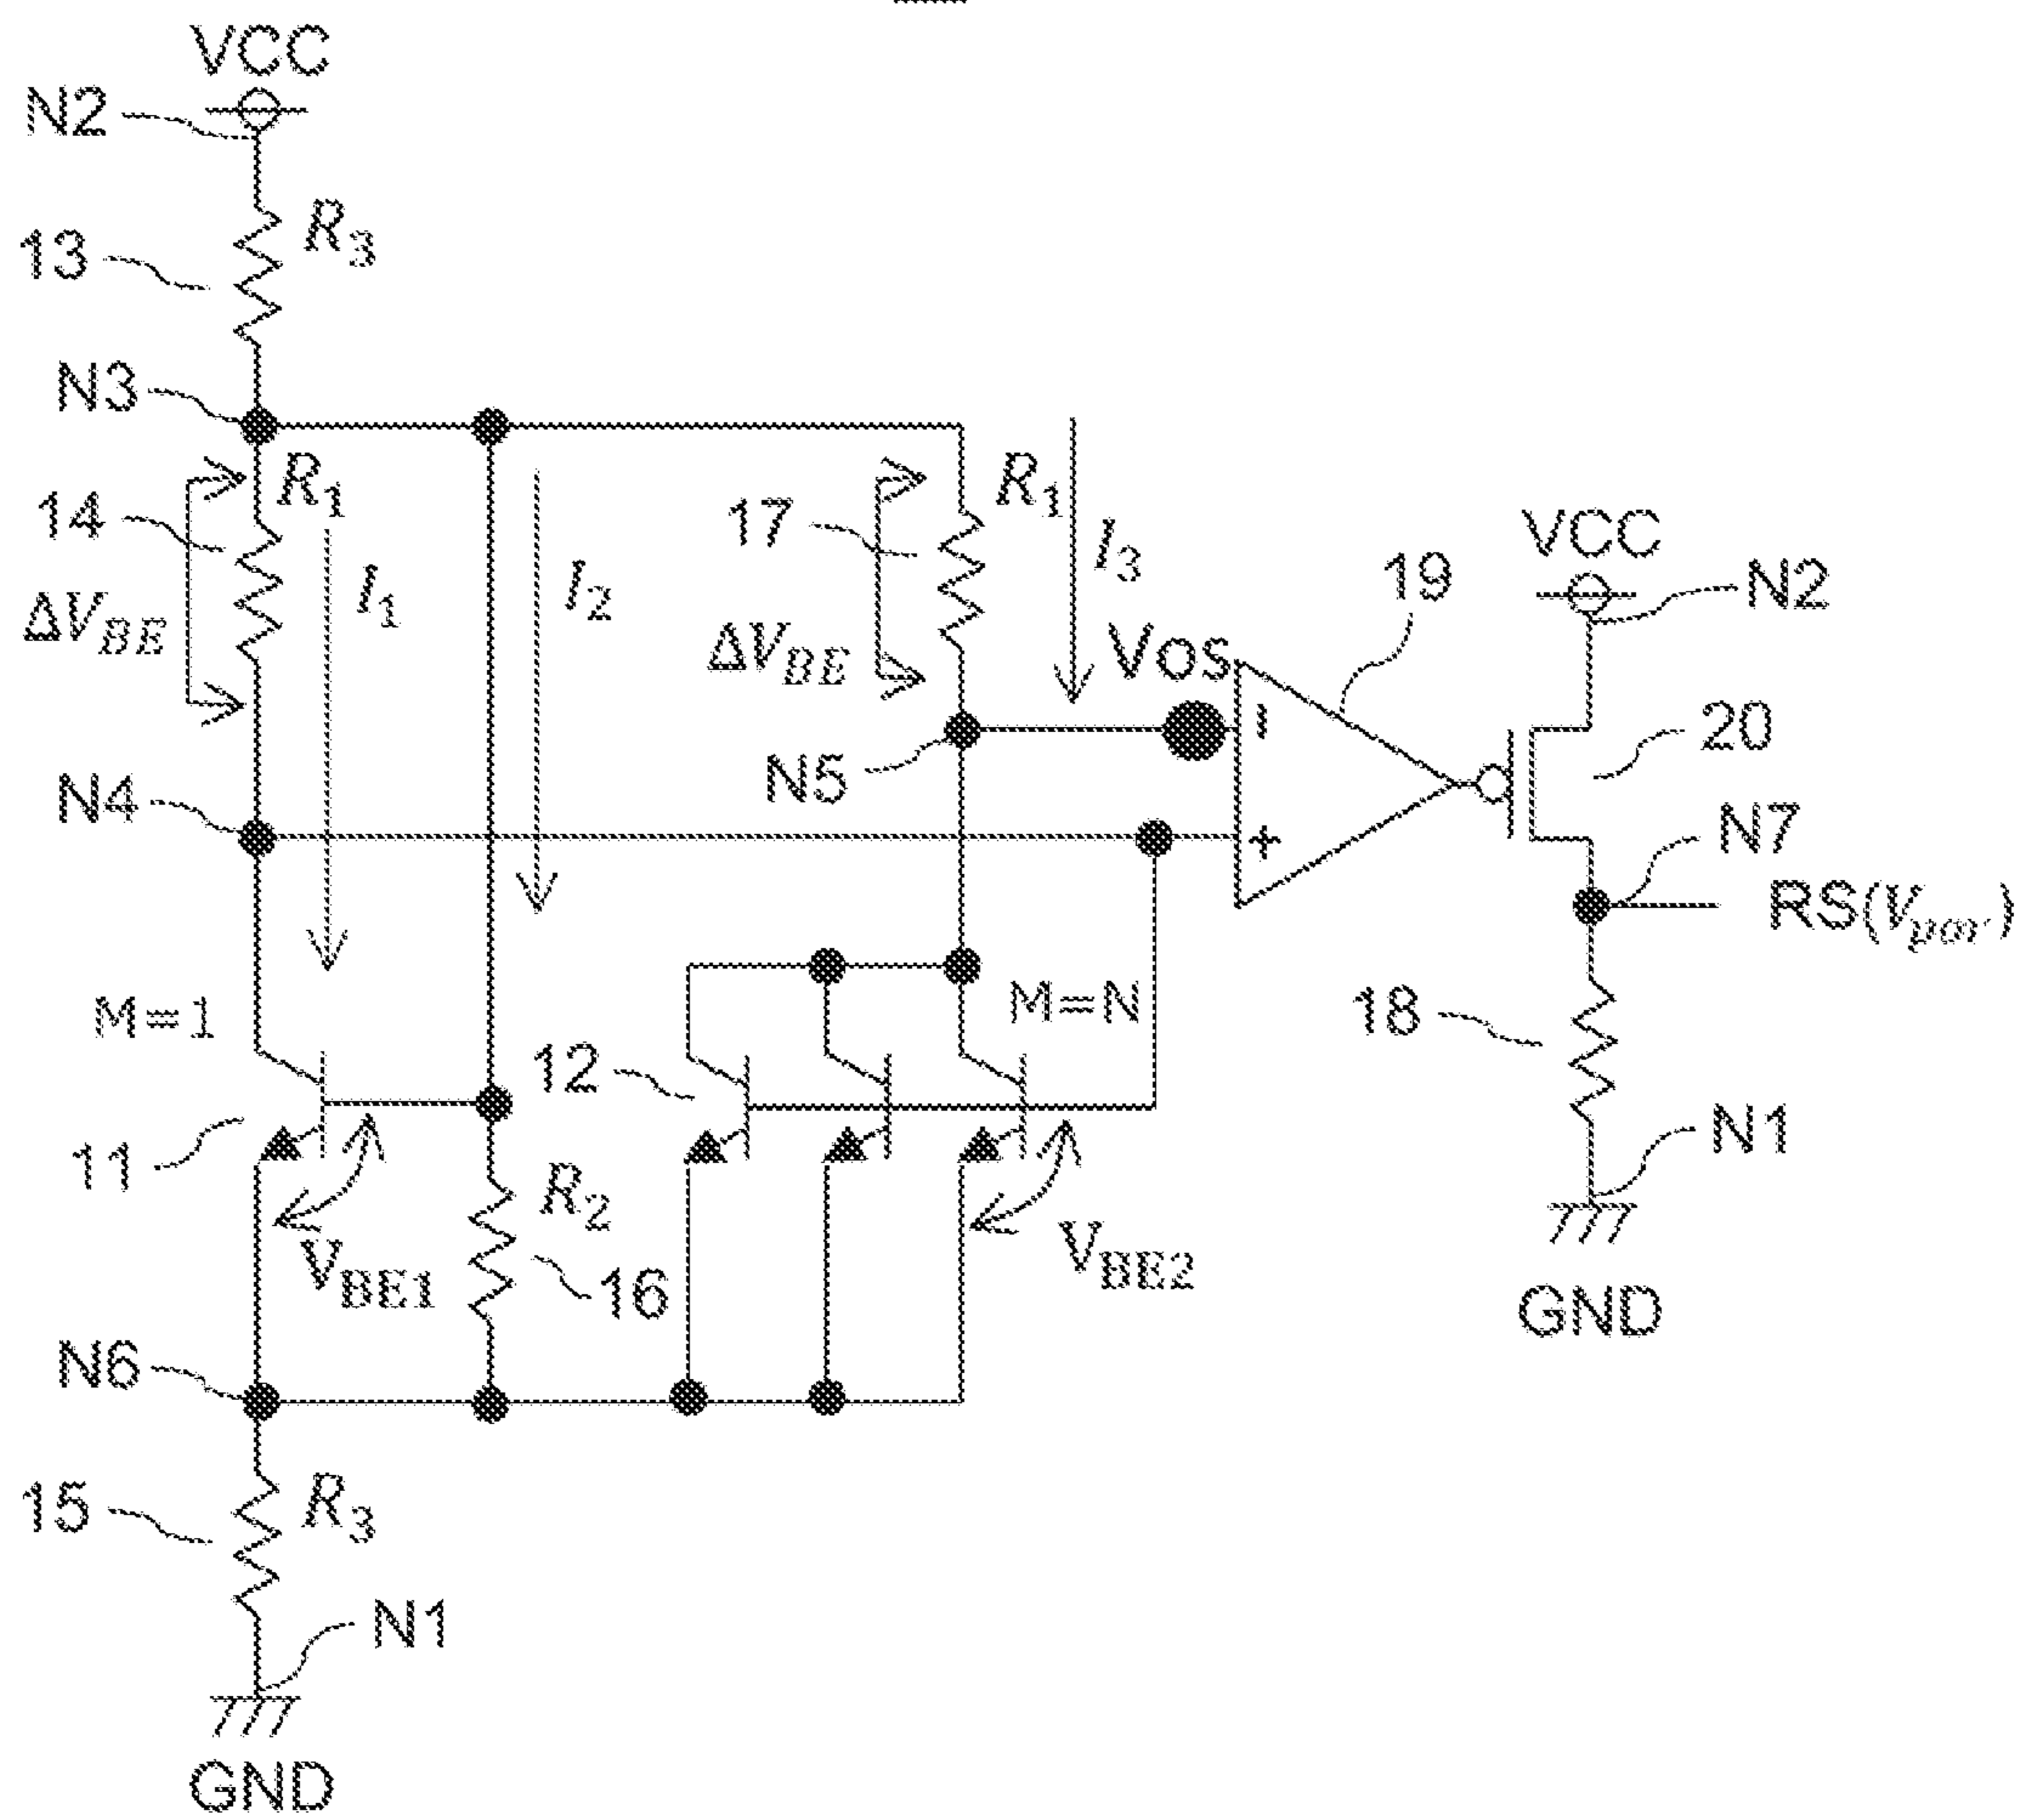 VCC
N2
R3
13
N3
R1
14
I1
ΔVBE
I2
17
R1
I3
ΔVBE
Vos
19
VCC
N2
20
N5
N4
N7
RS(Vpor)
M=1
M=N
12
18
11
VBE1
R2
16
VBE2
N1
GND
N6
15
R3
N1
GND